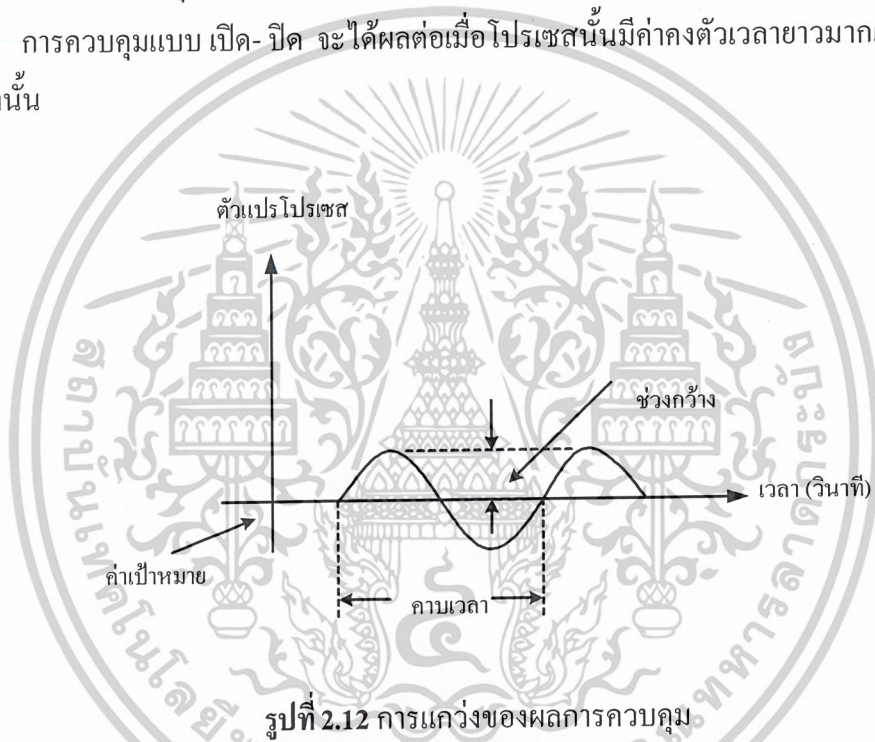 การควบคุมแบบ เปิด- ปิด จะได้ผลต่อเมื่อโปรเซสนั้นมีค่าคงตัวเวลายาวมาก
นั้น
ตัวแปรโปรเซส
ช่วงกว้าง
เวลา (วินาที)
ค่าเป้าหมาย
คาบเวลา
รูปที่ 2.12 การแกว่งของผลการควบคุม